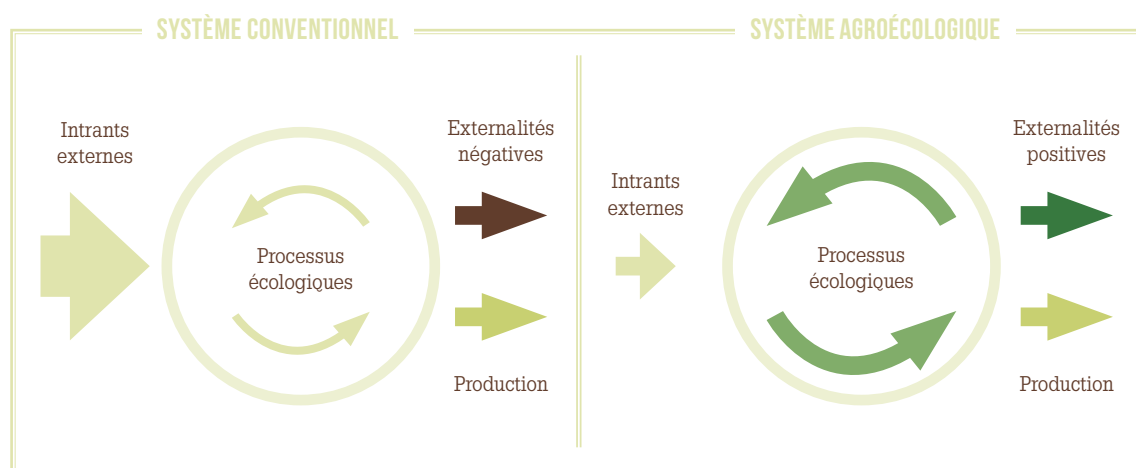 SYSTÈME CONVENTIONNEL
Intrants
externes
Processus
écologiques
Externalités
négatives
Production
SYSTÈME AGROÉCOLOGIQUE
Intrants
externes
Processus
écologiques
Externalités
positives
Production